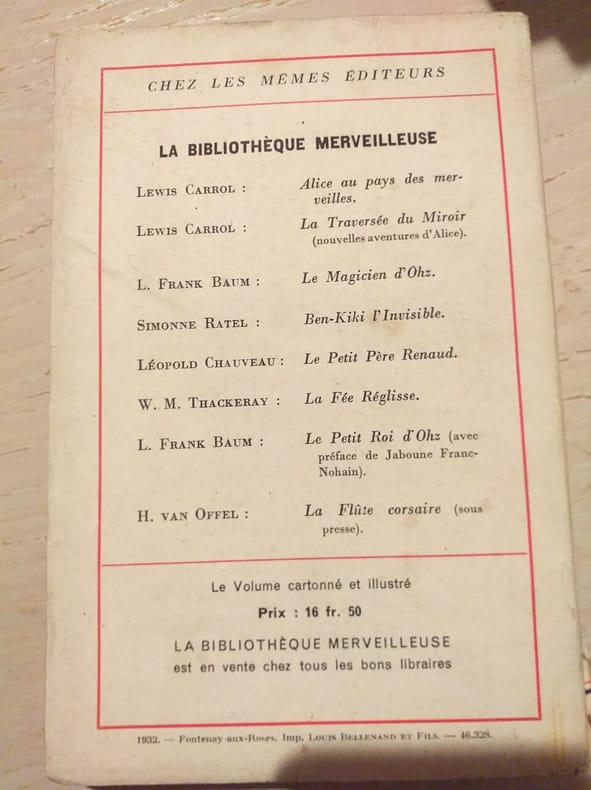 CHEZ LES MÊMES ÉDITEURS
LA BIBLIOTHÈQUE MERVEILLEUSE
LEWIS CARROL : Alice au pays des mer-
veilles.
LEWIS CARROL : La Traversée du Miroir
(nouvelles aventures d'Alice).
L. FRANK BAUM : Le Magicien d'Ohz.
SIMONNE RATEL : Ben-Kiki l'Invisible.
LÉOPOLD CHAUVEAU : Le Petit Père Renaud.
W. M. THACKERAY : La Fée Réglisse.
L. FRANK BAUM : Le Petit Roi d'Ohz (avec
préface de Jaboune Franc-
Nohain).
H. VAN OFFEL : La Flûte corsaire (sous
presse).
Le Volume cartonné et illustré
Prix : 16 fr. 50
LA BIBLIOTHÈQUE MERVEILLEUSE
est en vente chez tous les bons libraires
1932. — Fontenay-aux-Roses. Imp. LOUIS BELLENAND ET FILS. — 46.328.